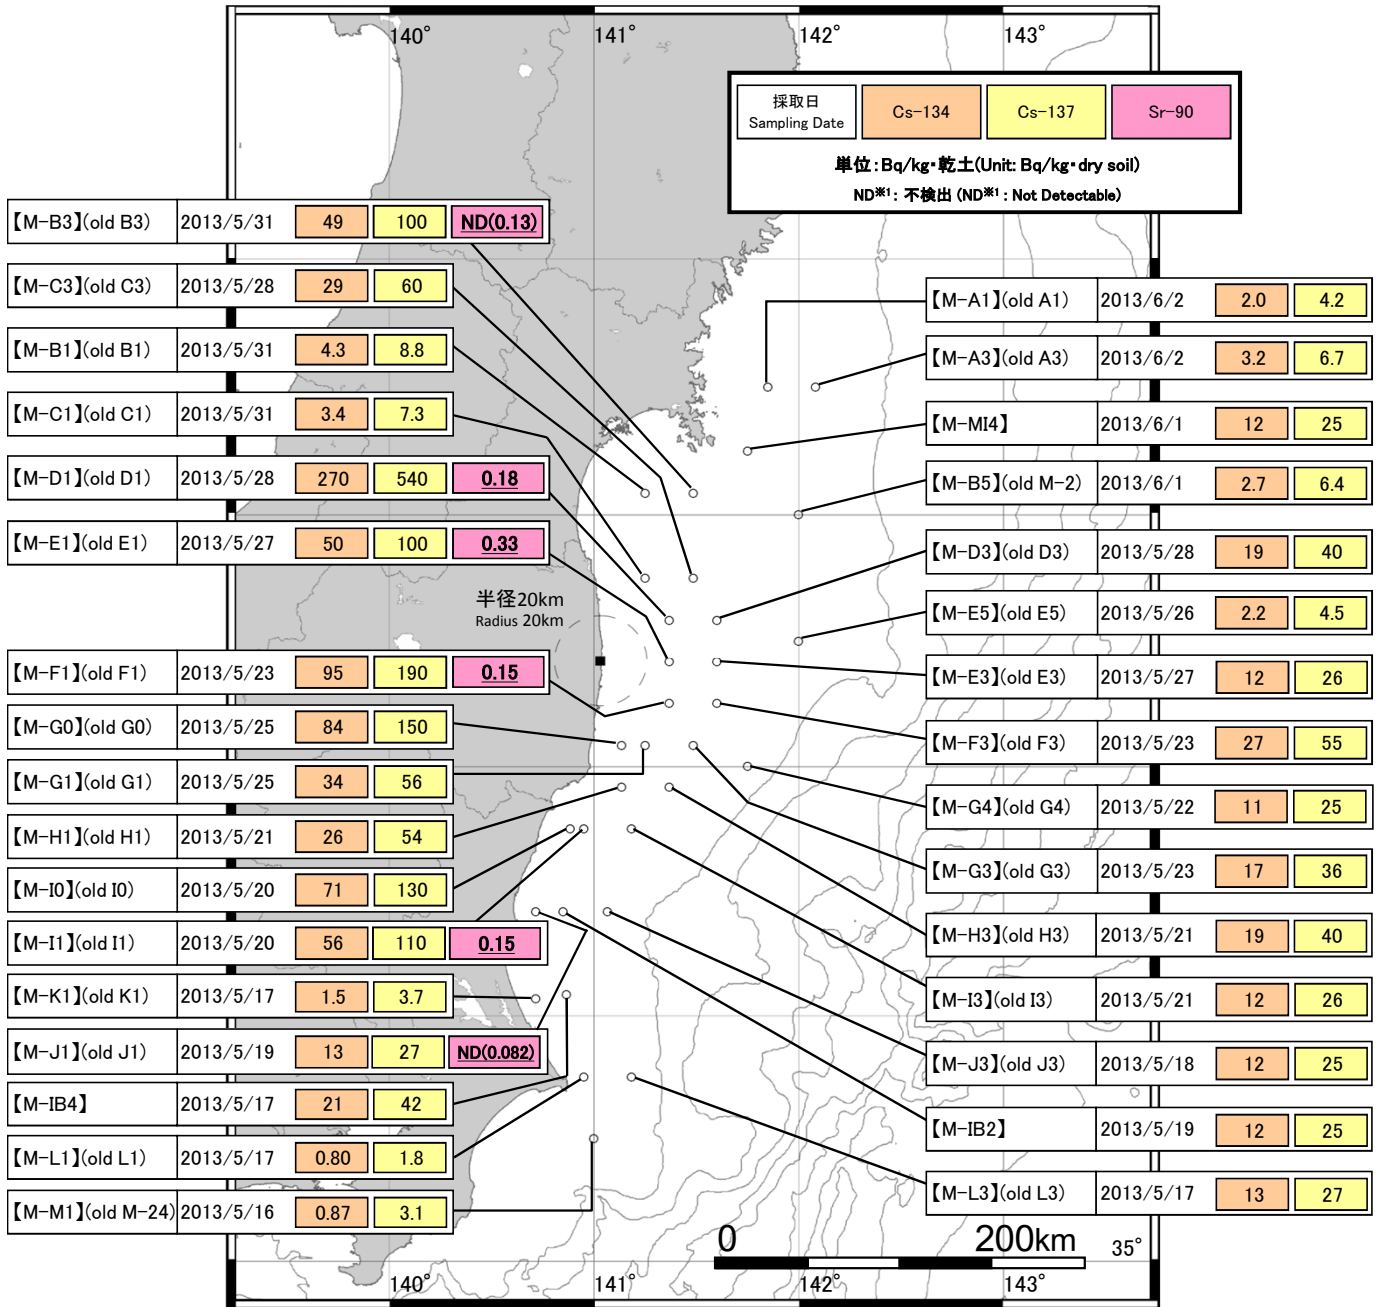 140°
141°
142°
143°
採取日
Sampling Date
Cs-134
Cs-137
Sr-90
単位:Bq/kg・乾土(Unit: Bq/kg・dry soil)
ND※1: 不検出 (ND※1: Not Detectable)
【M-B3】(old B3) 2013/5/31 49 100 ND(0.13)
【M-C3】(old C3) 2013/5/28 29 60
【M-B1】(old B1) 2013/5/31 4.3 8.8
【M-C1】(old C1) 2013/5/31 3.4 7.3
【M-D1】(old D1) 2013/5/28 270 540 0.18
【M-E1】(old E1) 2013/5/27 50 100 0.33
半径20km
Radius 20km
【M-F1】(old F1) 2013/5/23 95 190 0.15
【M-G0】(old G0) 2013/5/25 84 150
【M-G1】(old G1) 2013/5/25 34 56
【M-H1】(old H1) 2013/5/21 26 54
【M-I0】(old I0) 2013/5/20 71 130
【M-I1】(old I1) 2013/5/20 56 110 0.15
【M-K1】(old K1) 2013/5/17 1.5 3.7
【M-J1】(old J1) 2013/5/19 13 27 ND(0.082)
【M-IB4】 2013/5/17 21 42
【M-L1】(old L1) 2013/5/17 0.80 1.8
【M-M1】(old M-24) 2013/5/16 0.87 3.1
【M-A1】(old A1) 2013/6/2 2.0 4.2
【M-A3】(old A3) 2013/6/2 3.2 6.7
【M-MI4】 2013/6/1 12 25
【M-B5】(old M-2) 2013/6/1 2.7 6.4
【M-D3】(old D3) 2013/5/28 19 40
【M-E5】(old E5) 2013/5/26 2.2 4.5
【M-E3】(old E3) 2013/5/27 12 26
【M-F3】(old F3) 2013/5/23 27 55
【M-G4】(old G4) 2013/5/22 11 25
【M-G3】(old G3) 2013/5/23 17 36
【M-H3】(old H3) 2013/5/21 19 40
【M-I3】(old I3) 2013/5/21 12 26
【M-J3】(old J3) 2013/5/18 12 25
【M-IB2】 2013/5/19 12 25
【M-L3】(old L3) 2013/5/17 13 27
0 200km
35°
140°
141°
142°
143°